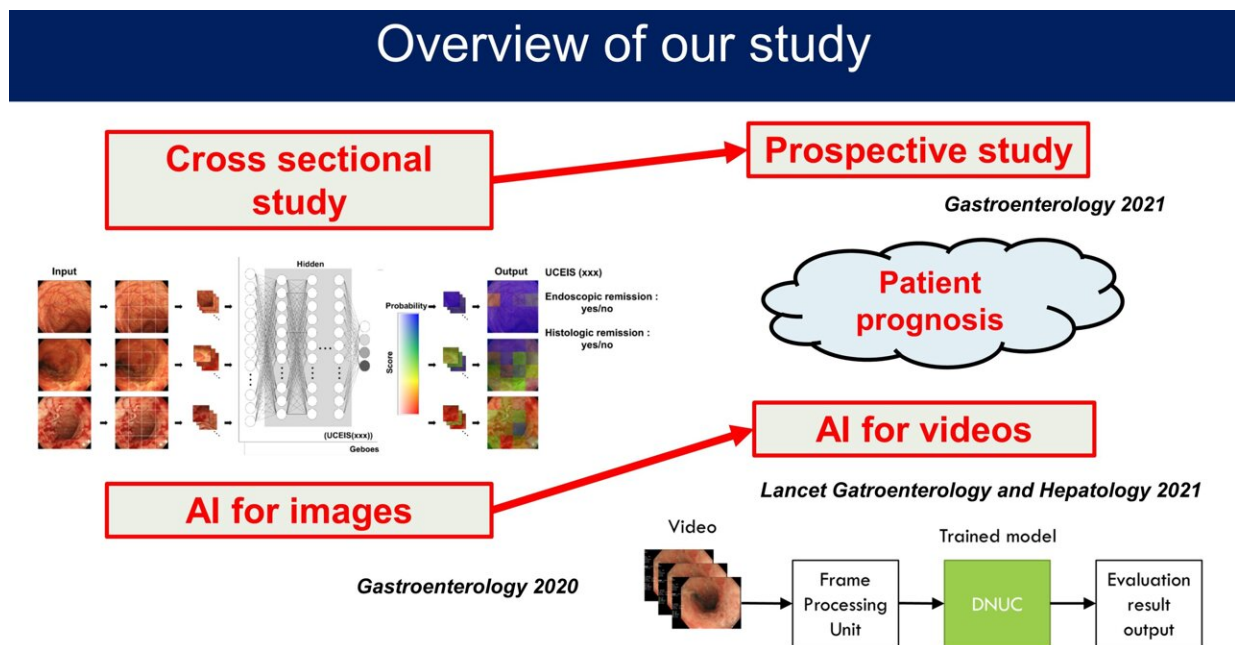 Overview of our study
Cross sectional
study
Prospective study
Gastroenterology 2021
Input
Hidden
Probability
Score
Output
UCEIS (xxx)
Endoscopic remission :
yes/no
Histologic remission :
yes/no
(UCEIS(xxx))
Geboes
Patient
prognosis
AI for images
Gastroenterology 2020
AI for videos
Lancet Gatroenterology and Hepatology 2021
Video
Trained model
Frame
Processing
Unit
DNUC
Evaluation
result
output